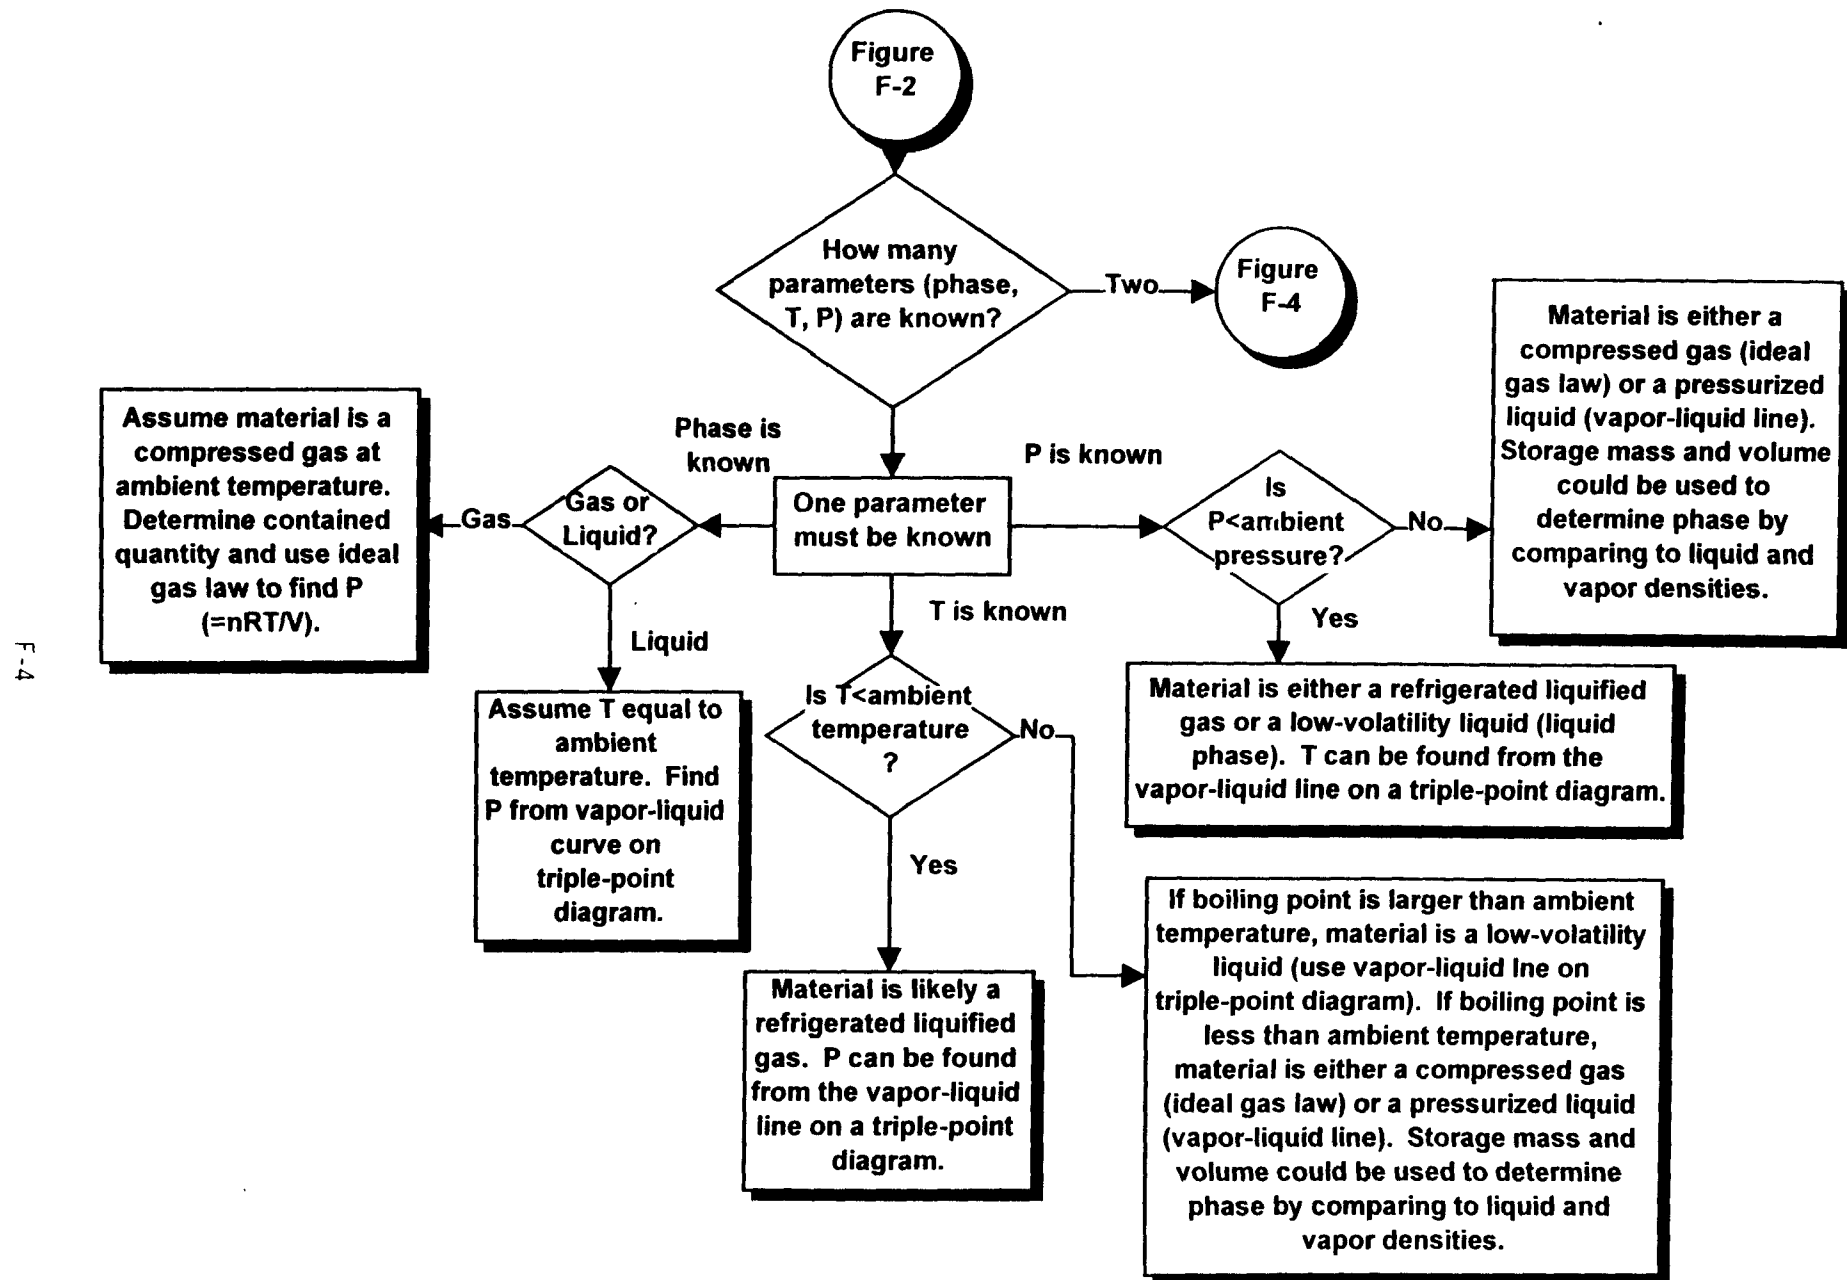 Figure
F-2
How many
parameters (phase,
T, P) are known?
Two
Figure
F-4
Material is either a
compressed gas (ideal
gas law) or a pressurized
liquid (vapor-liquid line).
Storage mass and volume
could be used to
determine phase by
comparing to liquid and
vapor densities.
Assume material is a
compressed gas at
ambient temperature.
Determine contained
quantity and use ideal
gas law to find P
(=nRT/V).
Gas
Gas or
Liquid?
Phase is
known
One parameter
must be known
P is known
Is
P<ambient
pressure?
No
Yes
T is known
Liquid
Material is either a refrigerated liquified
gas or a low-volatility liquid (liquid
phase). T can be found from the
vapor-liquid line on a triple-point diagram.
Assume T equal to
ambient
temperature. Find
P from vapor-liquid
curve on
triple-point
diagram.
Is T<ambient
temperature
?
No
Yes
Material is likely a
refrigerated liquified
gas. P can be found
from the vapor-liquid
line on a triple-point
diagram.
If boiling point is larger than ambient
temperature, material is a low-volatility
liquid (use vapor-liquid lne on
triple-point diagram). If boiling point is
less than ambient temperature,
material is either a compressed gas
(ideal gas law) or a pressurized liquid
(vapor-liquid line). Storage mass and
volume could be used to determine
phase by comparing to liquid and
vapor densities.
F-4